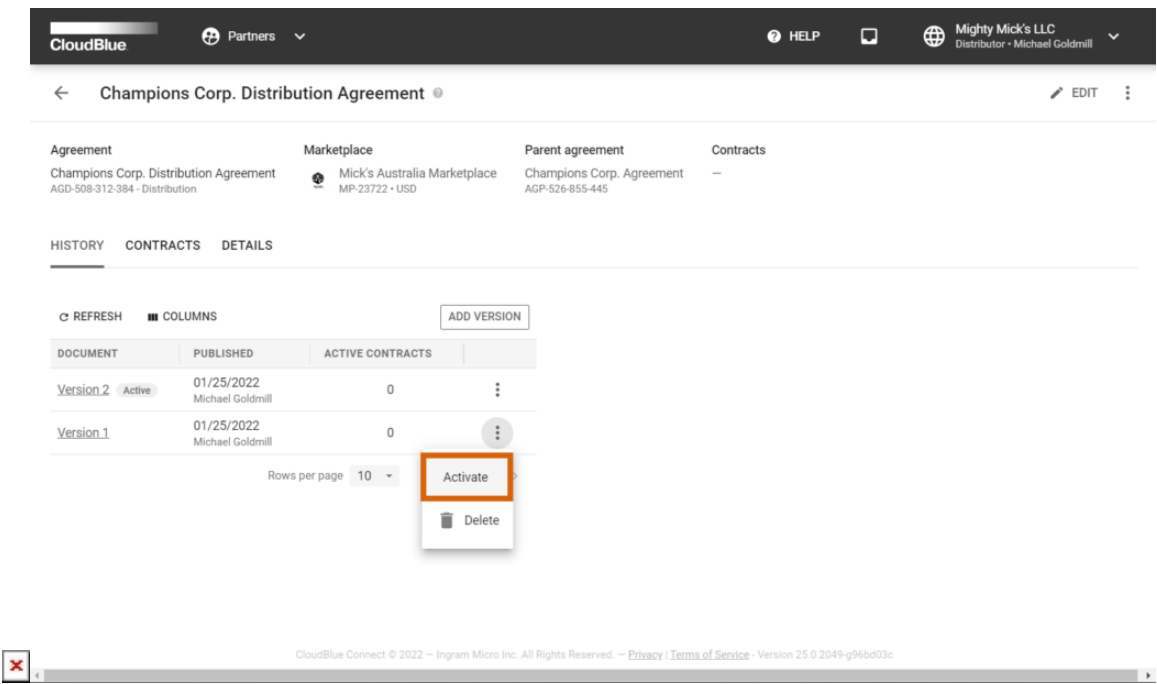 CloudBlue
Partners
HELP
Mighty Mick's LLC
Distributor • Michael Goldmill
Champions Corp. Distribution Agreement
EDIT
Agreement
Champions Corp. Distribution Agreement
AGD-508-312-384 - Distribution
Marketplace
Mick's Australia Marketplace
MP-23722 • USD
Parent agreement
Champions Corp. Agreement
AGP-526-855-445
Contracts
—
HISTORY CONTRACTS DETAILS
REFRESH COLUMNS ADD VERSION
DOCUMENT PUBLISHED ACTIVE CONTRACTS
Version 2 Active 01/25/2022 0
Michael Goldmill
Version 1 01/25/2022 0
Michael Goldmill
Rows per page 10
Activate
Delete
CloudBlue Connect © 2022 — Ingram Micro Inc. All Rights Reserved. — Privacy | Terms of Service - Version 25.0.2049-g96bd03c